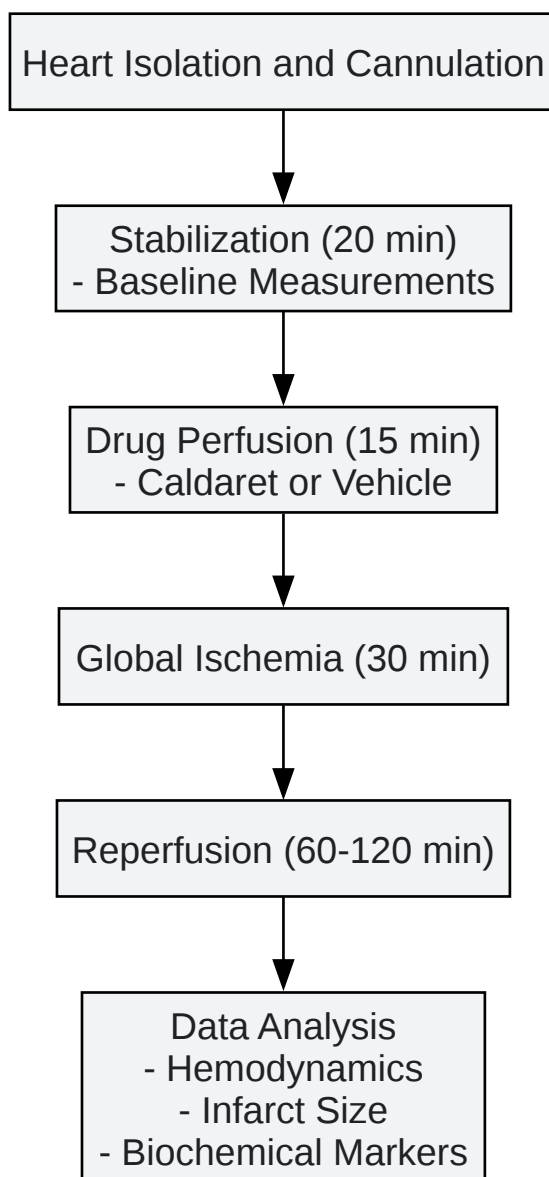 Heart Isolation and Cannulation
Stabilization (20 min)
- Baseline Measurements
Drug Perfusion (15 min)
- Caldaret or Vehicle
Global Ischemia (30 min)
Reperfusion (60-120 min)
Data Analysis
- Hemodynamics
- Infarct Size
- Biochemical Markers